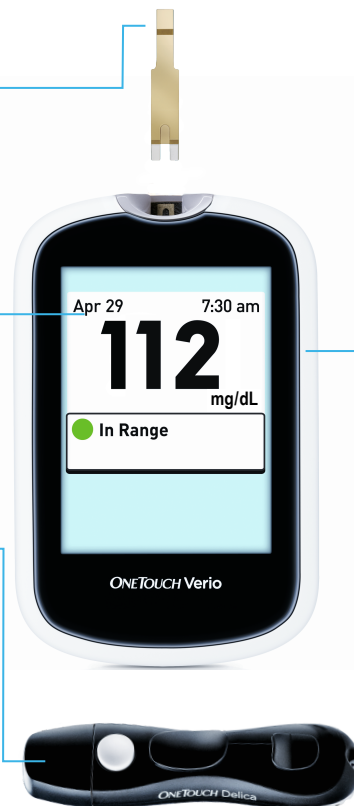 Apr 29 7:30 am
112
mg/dL
In Range
ONETOUCH Verio
ONETOUCH Delica